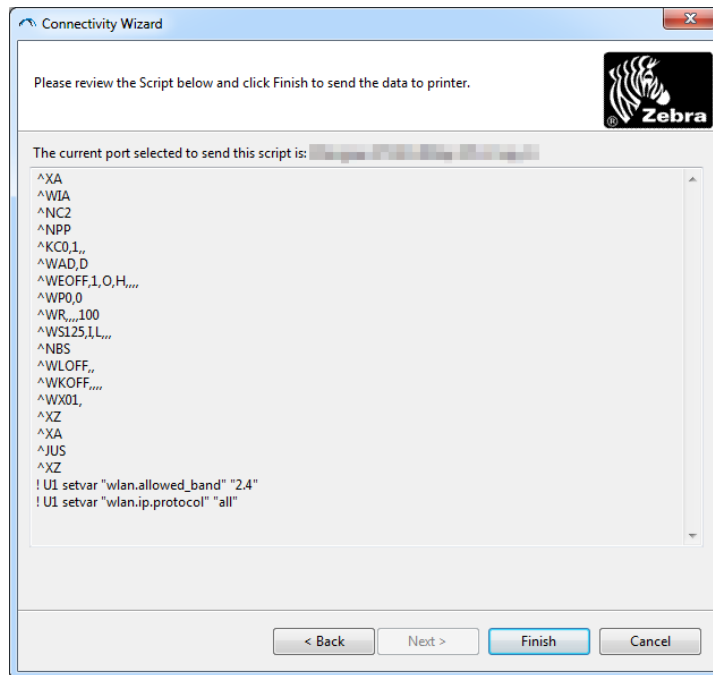 Connectivity Wizard
Please review the Script below and click Finish to send the data to printer.
® Zebra
The current port selected to send this script is:
^XA
^WIA
^NC2
^NPP
^KC0,1,,
^WAD,D
^WEOFF,1,O,H,,,,
^WP0,0
^WR,,,,100
^WS125,I,L,,,
^NBS
^WLOFF,,
^WKOFF,,,,
^WX01,
^XZ
^XA
^JUS
^XZ
! U1 setvar "wlan.allowed_band" "2.4"
! U1 setvar "wlan.ip.protocol" "all"
< Back
Next >
Finish
Cancel